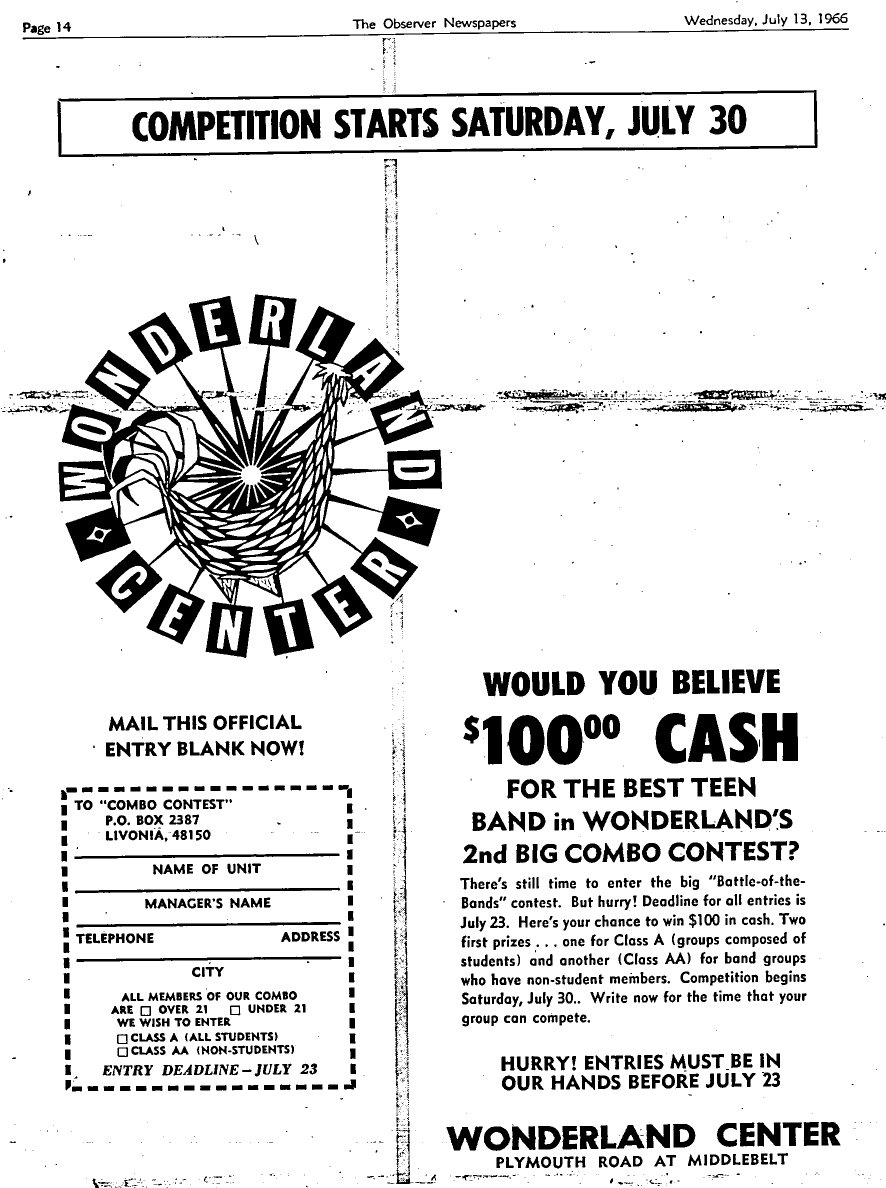 Page 14
The Observer Newspapers
Wednesday, July 13, 1966
COMPETITION STARTS SATURDAY, JULY 30
WONDERLAND
CENTER
MAIL THIS OFFICIAL
ENTRY BLANK NOW!
TO "COMBO CONTEST"
P.O. BOX 2387
LIVONIA, 48150
NAME OF UNIT
MANAGER'S NAME
TELEPHONE ADDRESS
CITY
ALL MEMBERS OF OUR COMBO
ARE □ OVER 21 □ UNDER 21
WE WISH TO ENTER
□ CLASS A (ALL STUDENTS)
□ CLASS AA (NON-STUDENTS)
ENTRY DEADLINE—JULY 23
WOULD YOU BELIEVE
$100⁰⁰ CASH
FOR THE BEST TEEN
BAND in WONDERLAND'S
2nd BIG COMBO CONTEST?
There's still time to enter the big "Battle-of-the-
Bands" contest. But hurry! Deadline for all entries is
July 23. Here's your chance to win $100 in cash. Two
first prizes . . . one for Class A (groups composed of
students) and another (Class AA) for band groups
who have non-student members. Competition begins
Saturday, July 30.. Write now for the time that your
group can compete.
HURRY! ENTRIES MUST BE IN
OUR HANDS BEFORE JULY 23
WONDERLAND CENTER
PLYMOUTH ROAD AT MIDDLEBELT